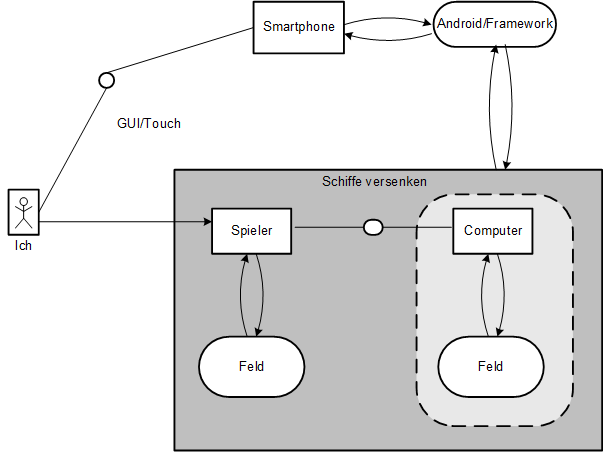 Smartphone
Android/Framework
GUI/Touch
Schiffe versenken
Ich
Spieler
Computer
Feld
Feld